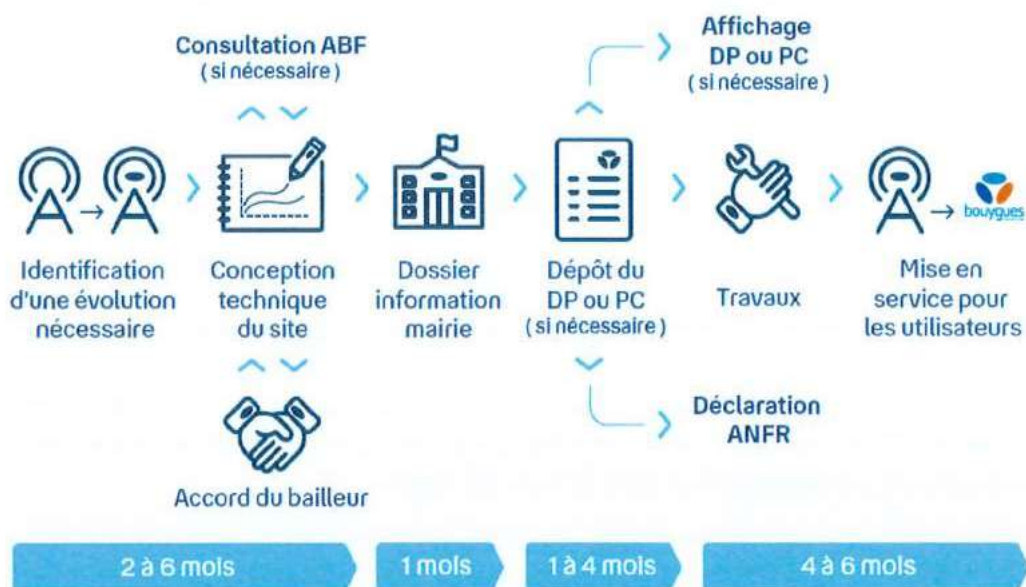 Consultation ABF
( si nécessaire )
Affichage
DP ou PC
( si nécessaire )
bouygues
Identification
d'une évolution
nécessaire
Conception
technique
du site
Dossier
information
mairie
Dépôt du
DP ou PC
( si nécessaire )
Travaux
Mise en
service pour
les utilisateurs
Accord du bailleur
Déclaration
ANFR
2 à 6 mois
1 mois
1 à 4 mois
4 à 6 mois